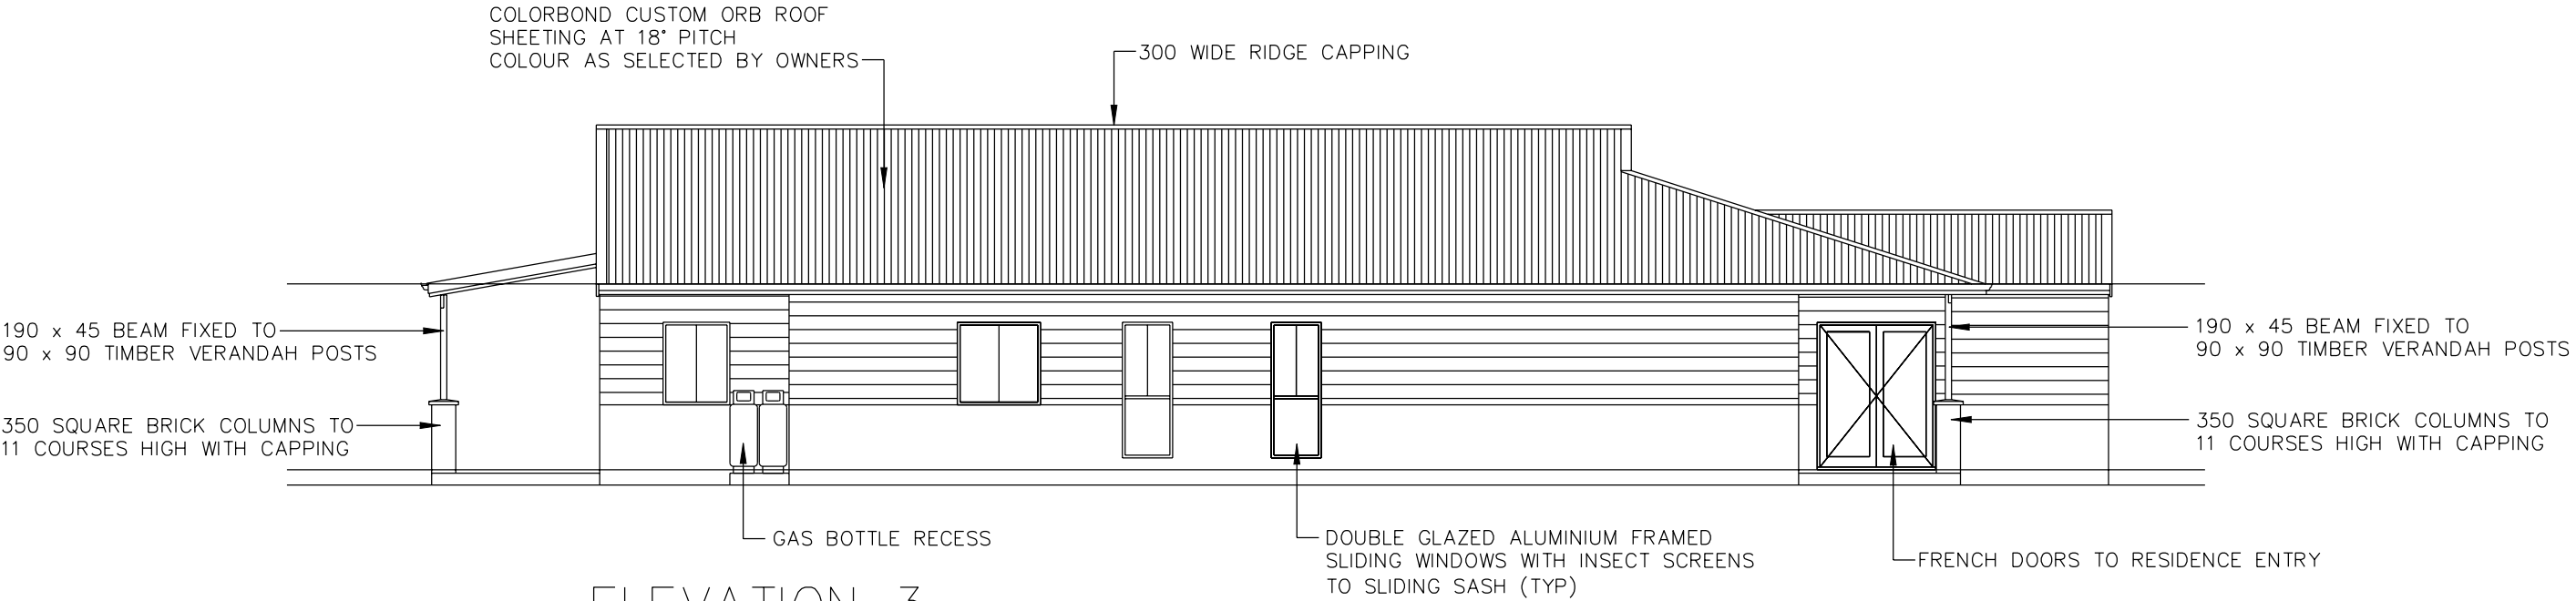 COLORBOND CUSTOM ORB ROOF
SHEETING AT 18° PITCH
COLOUR AS SELECTED BY OWNERS
300 WIDE RIDGE CAPPING
190 x 45 BEAM FIXED TO
90 x 90 TIMBER VERANDAH POSTS
350 SQUARE BRICK COLUMNS TO
11 COURSES HIGH WITH CAPPING
190 x 45 BEAM FIXED TO
90 x 90 TIMBER VERANDAH POSTS
350 SQUARE BRICK COLUMNS TO
11 COURSES HIGH WITH CAPPING
GAS BOTTLE RECESS
DOUBLE GLAZED ALUMINIUM FRAMED
SLIDING WINDOWS WITH INSECT SCREENS
TO SLIDING SASH (TYP)
FRENCH DOORS TO RESIDENCE ENTRY
ELEVATION 3